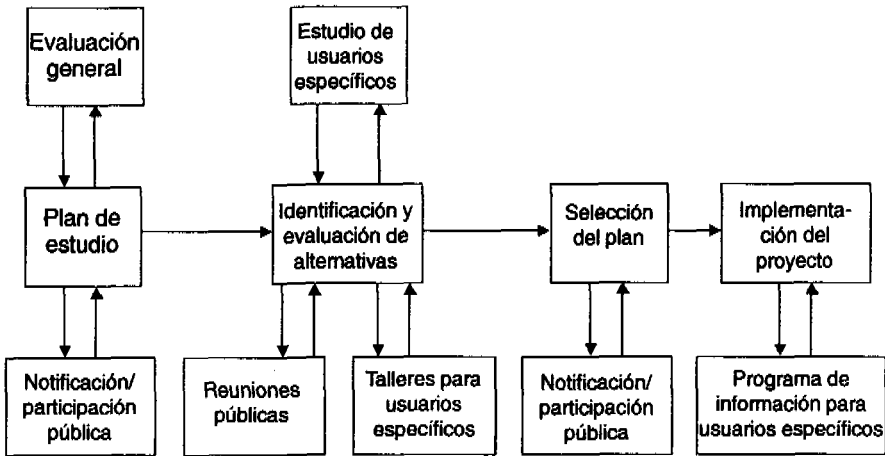 Evaluación
general
Estudio de
usuarios
específicos
Plan de
estudio
Identificación y
evaluación de
alternativas
Selección
del plan
Implementa-
ción del
proyecto
Notificación/
participación
pública
Reuniones
públicas
Talleres para
usuarios
específicos
Notificación/
participación
pública
Programa de
información para
usuarios específicos